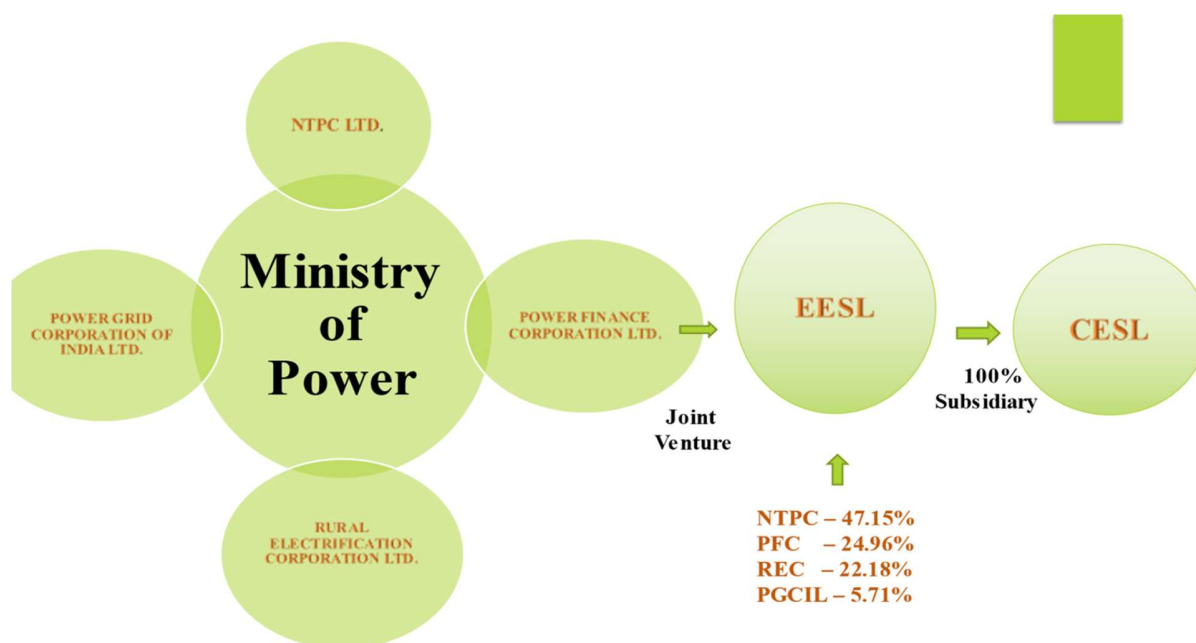 NTPC LTD.
Ministry
of
Power
POWER GRID
CORPORATION OF
INDIA LTD.
POWER FINANCE
CORPORATION LTD.
RURAL
ELECTRIFICATION
CORPORATION LTD.
Joint
Venture
EESL
100%
Subsidiary
CESL
NTPC – 47.15%
PFC – 24.96%
REC – 22.18%
PGCIL – 5.71%